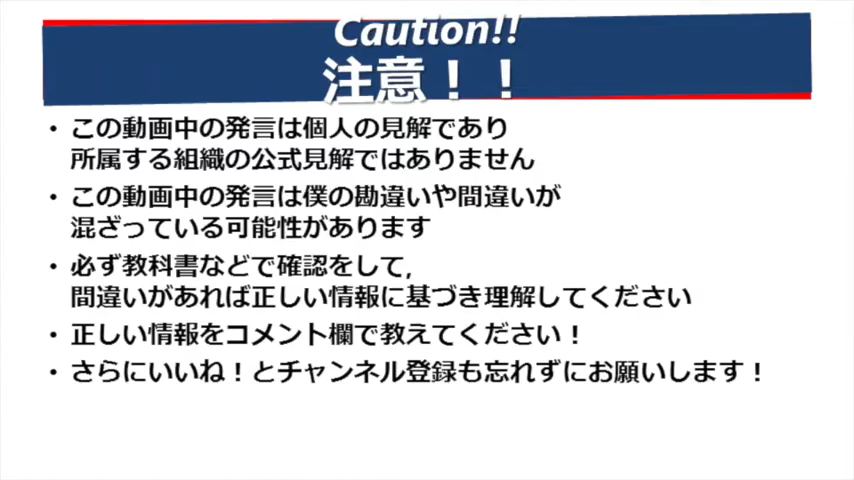 Caution!!
注意！！
・この動画中の発言は個人の見解であり
所属する組織の公式見解ではありません
・この動画中の発言は僕の勘違いや間違いが
混ざっている可能性があります
・必ず教科書などで確認をして,
間違いがあれば正しい情報に基づき理解してください
・正しい情報をコメント欄で教えてください！
・さらにいいね！とチャンネル登録も忘れずにお願いします！